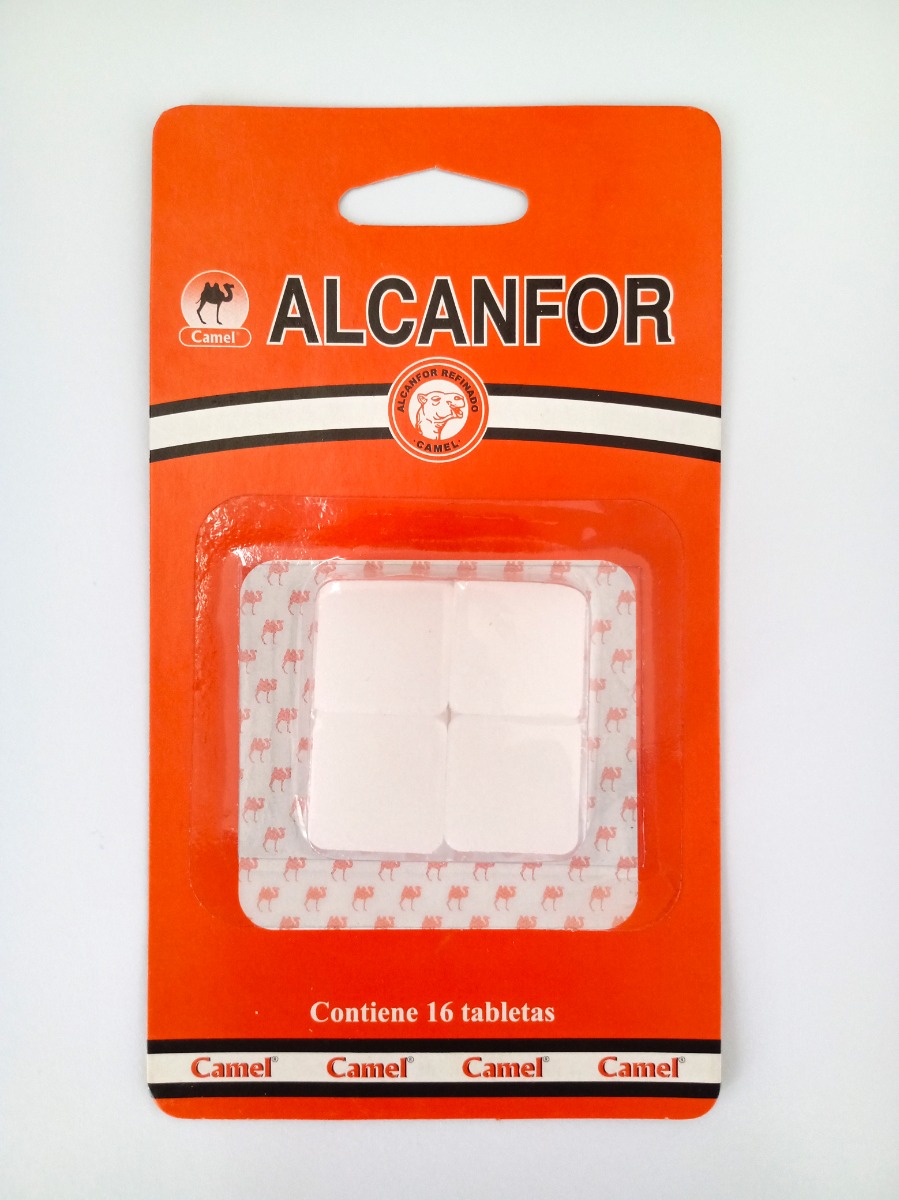 ALCANFOR
Camel®
ALCANFOR REFINADO
·CAMEL·
Contiene 16 tabletas
Camel® Camel® Camel® Camel®